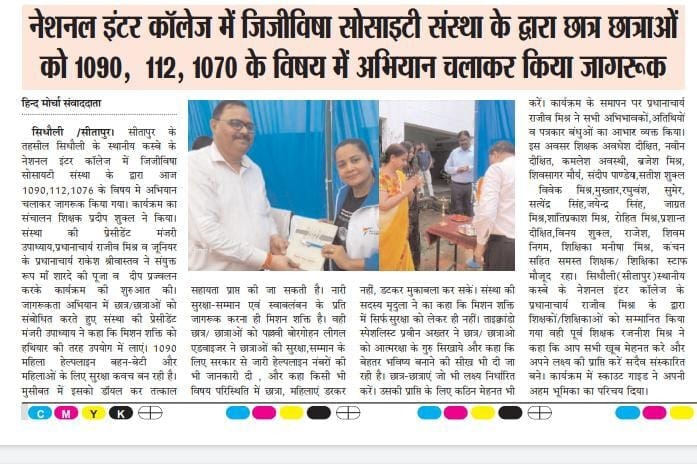 नेशनल इंटर कॉलेज में जिजीविषा सोसाइटी संस्था के द्वारा छात्र छात्राओं
को 1090, 112, 1070 के विषय में अभियान चलाकर किया जागरूक
हिन्द मोर्चा संवाददाता
सिधौली /सीतापुर। सीतापुर के
तहसील सिधौली के स्थानीय कस्बे के
नेशनल इंटर कॉलेज में जिजीविषा
सोसायटी संस्था के द्वारा आज
1090,112,1076 के विषय मे अभियान
चलाकर जागरूक किया गया। कार्यक्रम का
संचालन शिक्षक प्रदीप शुक्ल ने किया।
संस्था की प्रेसीडेंट मंजरी
उपाध्याय,प्रधानाचार्य राजीव मिश्र व जूनियर
के प्रधानाचार्य राकेश श्रीवास्तव ने संयुक्त
रूप माँ शारदे की पूजा व दीप प्रज्वलन
करके कार्यक्रम की शुरुआत की।
जागरूकता अभियान में छात्र/छात्राओं को
संबोधित करते हुए संस्था की प्रेसीडेंट
मंजरी उपाध्याय ने कहा कि मिशन शक्ति को
हथियार की तरह उपयोग में लाएं। 1090
महिला हेल्पलाइन बहन-बेटी और
महिलाओं के लिए सुरक्षा कवच बन रही है।
मुसीबत में इसको डॉयल कर तत्काल
सहायता प्राप्त की जा सकती है। नारी
सुरक्षा-सम्मान एवं स्वाबलंबन के प्रति
जागरूक करना ही मिशन शक्ति है। वही
छात्र/ छात्राओं को पल्लवी बोरगोहन लीगल
एडवाइजर ने छात्राओं की सुरक्षा,सम्मान के
लिए सरकार से जारी हेल्पलाइन नंबरों की
भी जानकारी दी , और कहा किसी भी
विषय परिस्थिति में छात्रा, महिलाएं डरकर
नहीं, डटकर मुकाबला कर सकें। संस्था की
सदस्य मृदुला ने का कहा कि मिशन शक्ति
में सिर्फ सुरक्षा को लेकर ही नहीं। ताइक्वांडो
स्पेशलिस्ट प्रवीन अख्तर ने छात्र/ छात्राओ
को आत्मरक्षा के गुरु सिखाये और कहा कि
बेहतर भविष्य बनाने की सीख भी दी जा
रही है। छात्र-छात्राएं जो भी लक्ष्य निर्धारित
करें। उसकी प्राप्ति के लिए कठिन मेहनत भी
करें। कार्यक्रम के समापन पर प्रधानाचार्य
राजीव मिश्र ने सभी अभिभावकों,अतिथियों
व पत्रकार बंधुओं का आभार व्यक्त किया।
इस अवसर शिक्षक अवधेश दीक्षित, नवीन
दीक्षित, कमलेश अवस्थी, ब्रजेश मिश्र,
शिवसागर मौर्य, संदीप पाण्डेय,सतीश शुक्ल
विवेक मिश्र,मुख्तार,रघुवंश, सुमेर,
सत्येंद्र सिंह,जयेन्द्र सिंह, जाग्रत
मिश्र,शांतिप्रकाश मिश्र, रोहित मिश्र,प्रशान्त
दीक्षित,विनय शुक्ल, राजेश, शिवम
निगम, शिक्षिका मनीषा मिश्र, कंचन
सहित समस्त शिक्षक/ शिक्षिका स्टाफ
मौजूद रहा। सिधौली(सीतापुर)स्थानीय
कस्बे के नेशनल इंटर कॉलेज के
प्रधानाचार्य राजीव मिश्र के द्वारा
शिक्षकों/शिक्षिकाओं को सम्मानित किया
गया वही पूर्व शिक्षक रजनीश मिश्र ने
कहा कि आप सभी खूब मेहनत करे और
अपने लक्ष्य की प्राप्ति करें सदैव संस्कारित
बने। कार्यक्रम में स्काउट गाइड ने अपनी
अहम भूमिका का परिचय दिया।
C M Y K